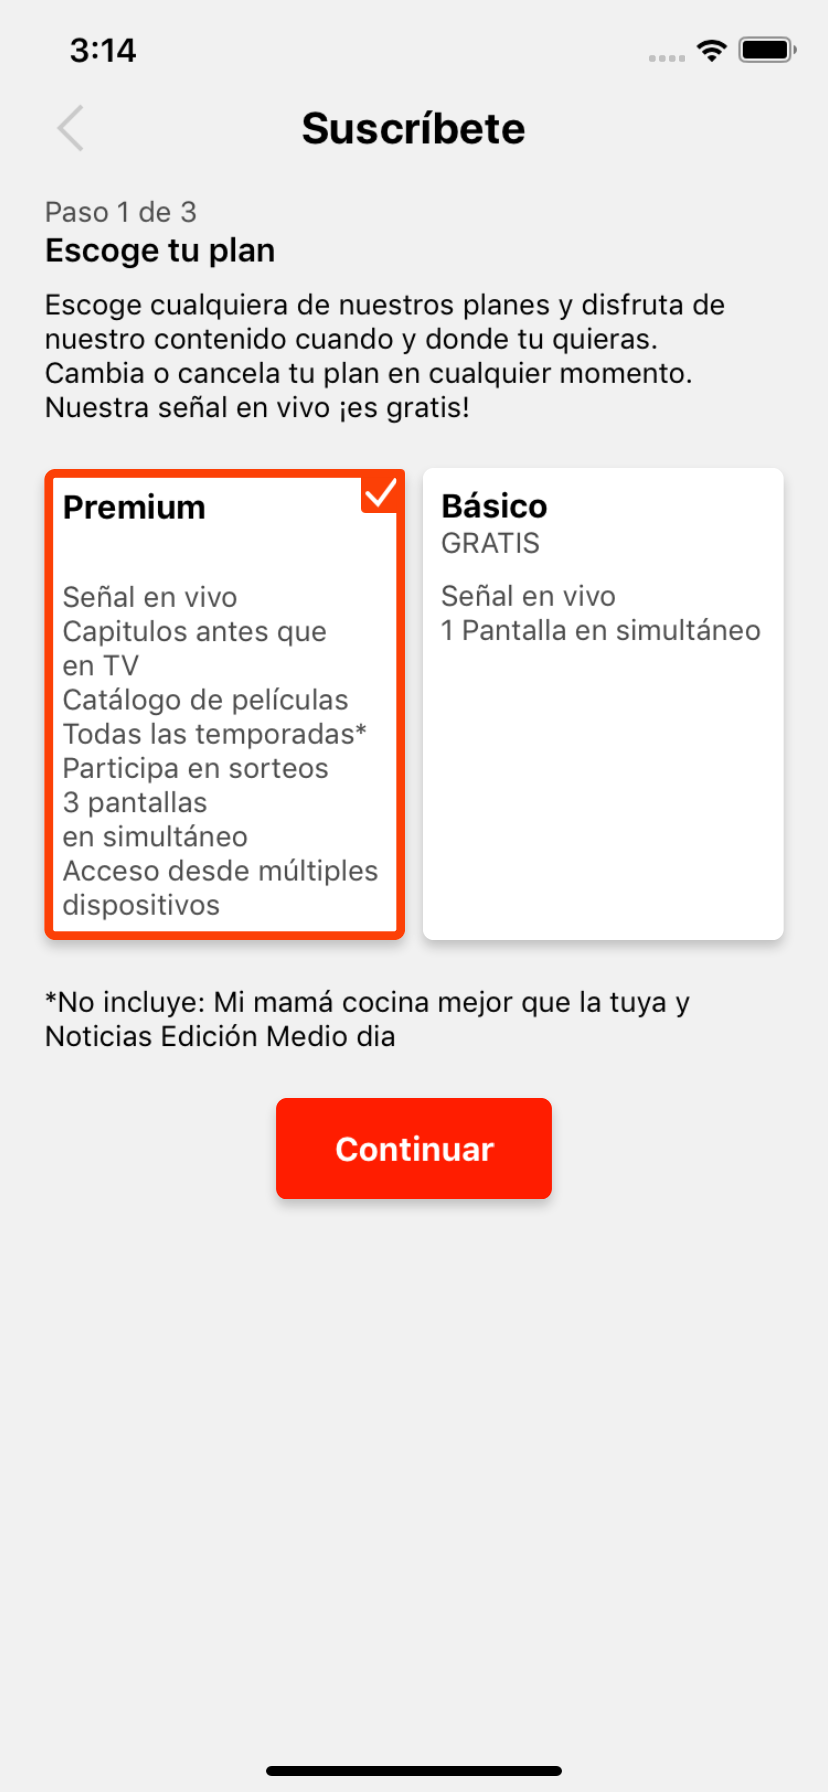 3:14
Suscríbete
Paso 1 de 3
Escoge tu plan
Escoge cualquiera de nuestros planes y disfruta de
nuestro contenido cuando y donde tu quieras.
Cambia o cancela tu plan en cualquier momento.
Nuestra señal en vivo ¡es gratis!
Premium
Señal en vivo
Capitulos antes que
en TV
Catálogo de películas
Todas las temporadas*
Participa en sorteos
3 pantallas
en simultáneo
Acceso desde múltiples
dispositivos
Básico
GRATIS
Señal en vivo
1 Pantalla en simultáneo
*No incluye: Mi mamá cocina mejor que la tuya y
Noticias Edición Medio dia
Continuar